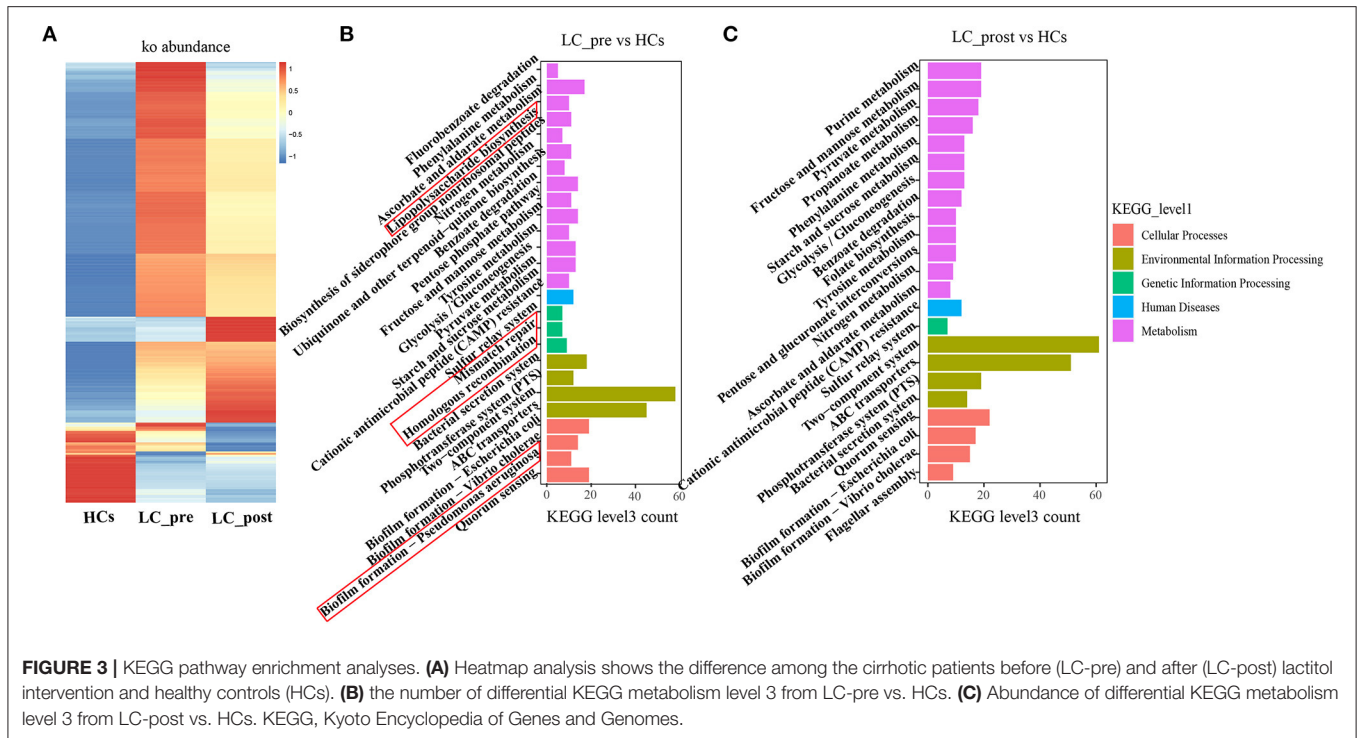 A
ko abundance
1
0.5
0
−0.5
−1
HCs
LC_pre
LC_post
B
LC_pre vs HCs
Fluorobenzoate degradation
Phenylalanine metabolism
Ascorbate and aldarate metabolism
Lipopolysaccharide biosynthesis
Biosynthesis of siderophore group nonribosomal peptides
Nitrogen metabolism
Ubiquinone and other terpenoid−quinone biosynthesis
Benzoate degradation
Pentose phosphate pathway
Fructose and mannose metabolism
Tyrosine metabolism
Glycolysis / Gluconeogenesis
Starch and sucrose metabolism
Pyruvate metabolism
Cationic antimicrobial peptide (CAMP) resistance
Sulfur relay system
Mismatch repair
Homologous recombination
Bacterial secretion system
Phosphotransferase system (PTS)
Two−component system
ABC transporters
Biofilm formation − Escherichia coli
Biofilm formation − Vibrio cholerae
Biofilm formation − Pseudomonas aeruginosa
Quorum sensing
0
20
40
60
KEGG level3 count
C
LC_prost vs HCs
Purine metabolism
Fructose and mannose metabolism
Pyruvate metabolism
Propanoate metabolism
Phenylalanine metabolism
Starch and sucrose metabolism
Glycolysis / Gluconeogenesis
Benzoate degradation
Folate biosynthesis
Tyrosine metabolism
Pentose and glucuronate interconversions
Nitrogen metabolism
Ascorbate and aldarate metabolism
Cationic antimicrobial peptide (CAMP) resistance
Sulfur relay system
Two−component system
ABC transporters
Phosphotransferase system (PTS)
Bacterial secretion system
Quorum sensing
Biofilm formation − Escherichia coli
Biofilm formation − Vibrio cholerae
Flagellar assembly
0
20
40
60
KEGG level3 count
KEGG_level1
Cellular Processes
Environmental Information Processing
Genetic Information Processing
Human Diseases
Metabolism
FIGURE 3 | KEGG pathway enrichment analyses. (A) Heatmap analysis shows the difference among the cirrhotic patients before (LC-pre) and after (LC-post) lactitol
intervention and healthy controls (HCs). (B) the number of differential KEGG metabolism level 3 from LC-pre vs. HCs. (C) Abundance of differential KEGG metabolism
level 3 from LC-post vs. HCs. KEGG, Kyoto Encyclopedia of Genes and Genomes.